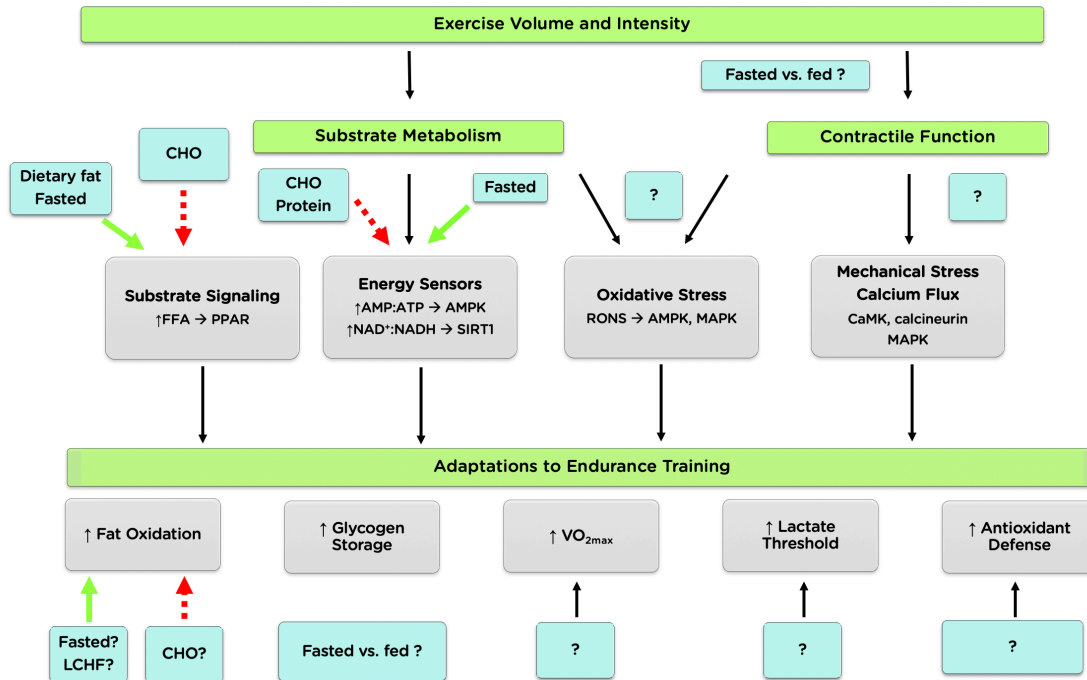 Exercise Volume and Intensity
Fasted vs. fed ?
Substrate Metabolism
Contractile Function
CHO
Dietary fat
Fasted
CHO
Protein
Fasted
?
?
Substrate Signaling
↑FFA → PPAR
Energy Sensors
↑AMP:ATP → AMPK
↑NAD⁺:NADH → SIRT1
Oxidative Stress
RONS → AMPK, MAPK
Mechanical Stress
Calcium Flux
CaMK, calcineurin
MAPK
Adaptations to Endurance Training
↑ Fat Oxidation
↑ Glycogen
Storage
↑ VO₂max
↑ Lactate
Threshold
↑ Antioxidant
Defense
Fasted?
LCHF?
CHO?
Fasted vs. fed ?
?
?
?